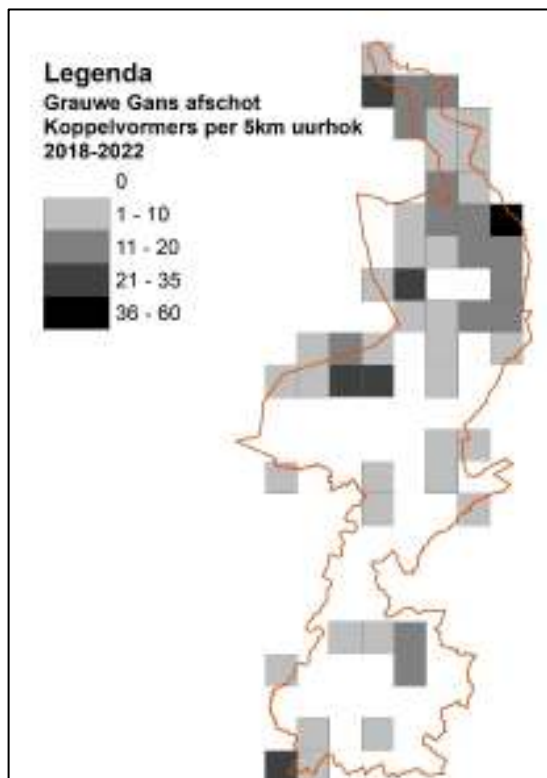 Legenda
Grauwe Gans afschot
Koppelvormers per 5km uurhok
2018-2022
0
1 - 10
11 - 20
21 - 35
36 - 60